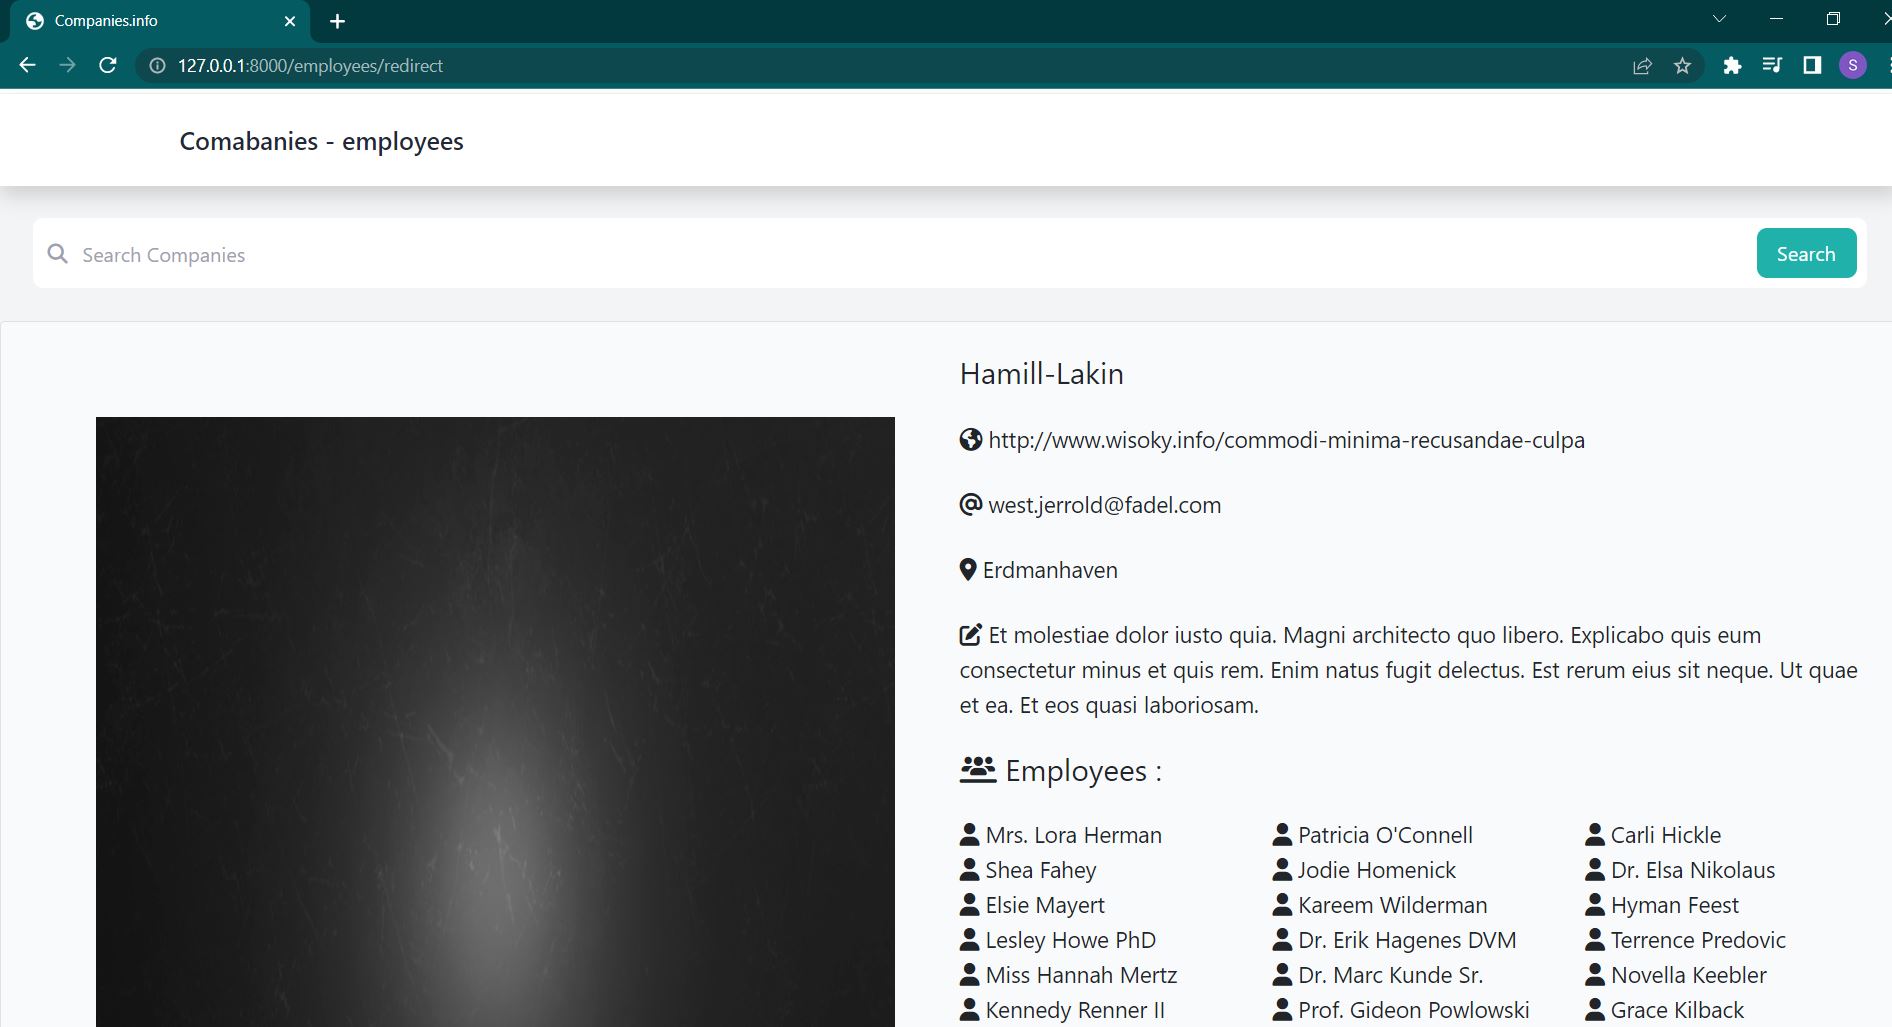 Companies.info
127.0.0.1:8000/employees/redirect
S
Comabanies - employees
Search Companies
Search
Hamill-Lakin
http://www.wisoky.info/commodi-minima-recusandae-culpa
west.jerrold@fadel.com
Erdmanhaven
Et molestiae dolor iusto quia. Magni architecto quo libero. Explicabo quis eum
consectetur minus et quis rem. Enim natus fugit delectus. Est rerum eius sit neque. Ut quae
et ea. Et eos quasi laboriosam.
Employees :
Mrs. Lora Herman Patricia O'Connell Carli Hickle
Shea Fahey Jodie Homenick Dr. Elsa Nikolaus
Elsie Mayert Kareem Wilderman Hyman Feest
Lesley Howe PhD Dr. Erik Hagenes DVM Terrence Predovic
Miss Hannah Mertz Dr. Marc Kunde Sr. Novella Keebler
Kennedy Renner II Prof. Gideon Powlowski Grace Kilback